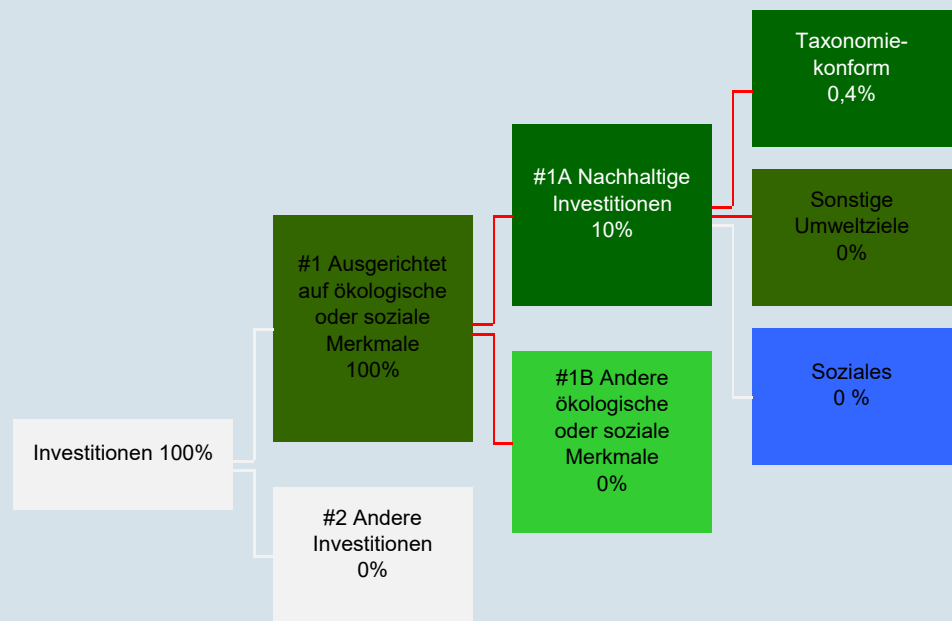 Investitionen 100%
#1 Ausgerichtet
auf ökologische
oder soziale
Merkmale
100%
#2 Andere
Investitionen
0%
#1A Nachhaltige
Investitionen
10%
#1B Andere
ökologische
oder soziale
Merkmale
0%
Taxonomie-
konform
0,4%
Sonstige
Umweltziele
0%
Soziales
0 %